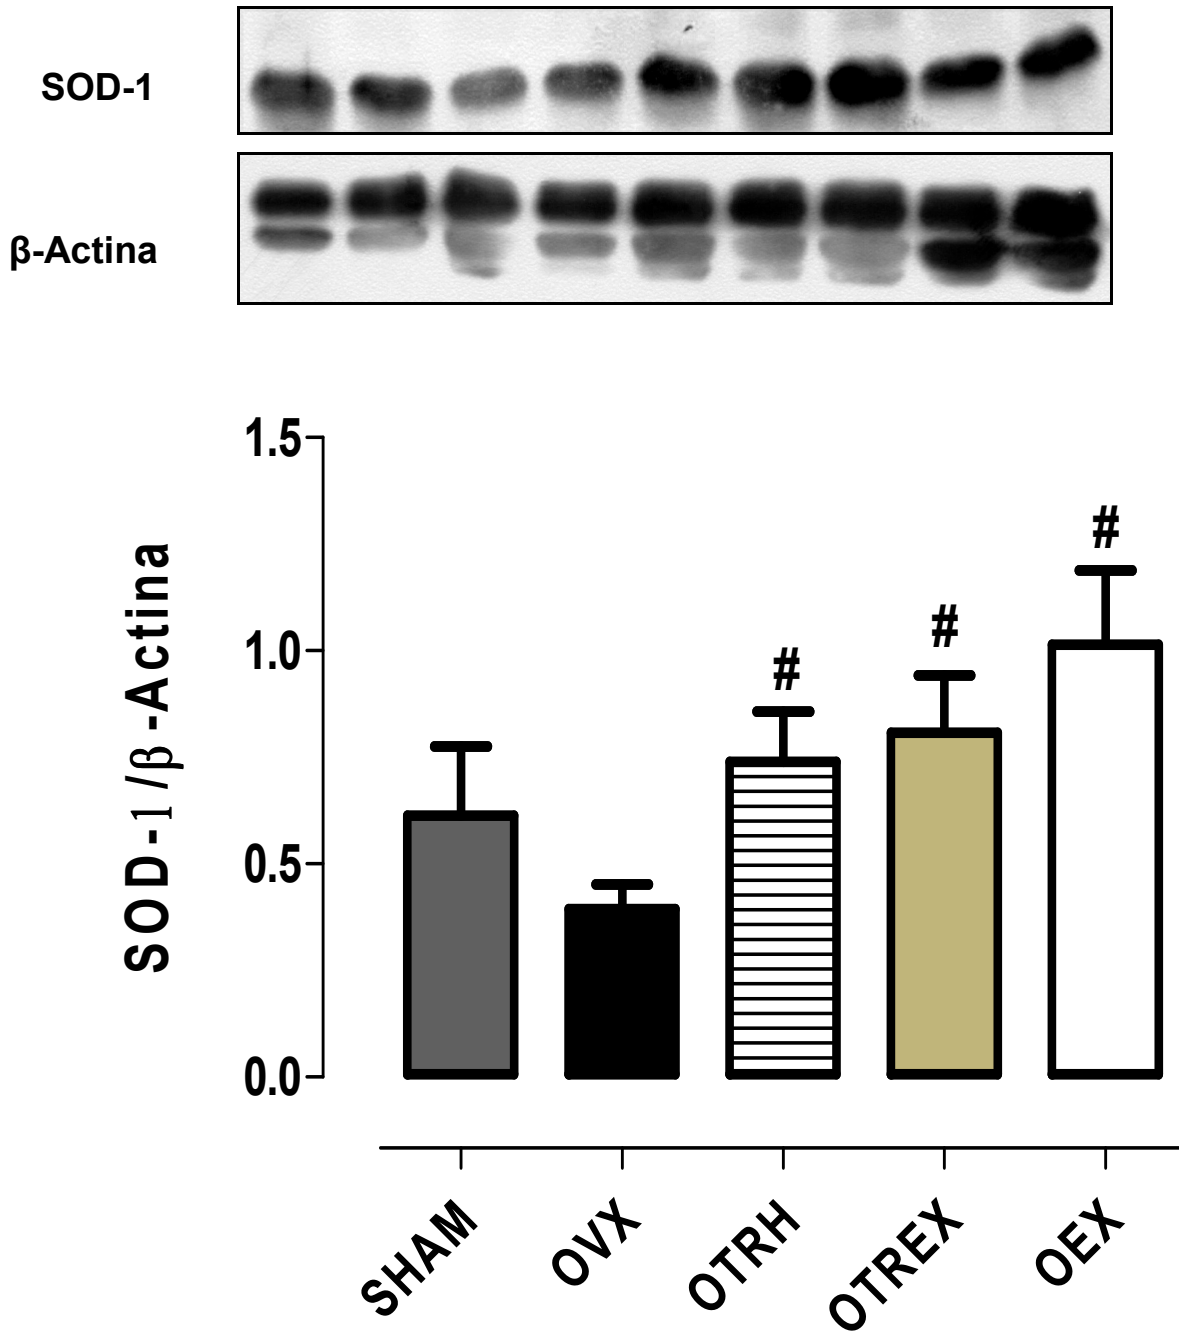 SOD-1
β-Actina
1.5
1.0
0.5
0.0
SOD-1/β-Actina
#
#
#
SHAM
OVX
OTRH
OTREX
OEX